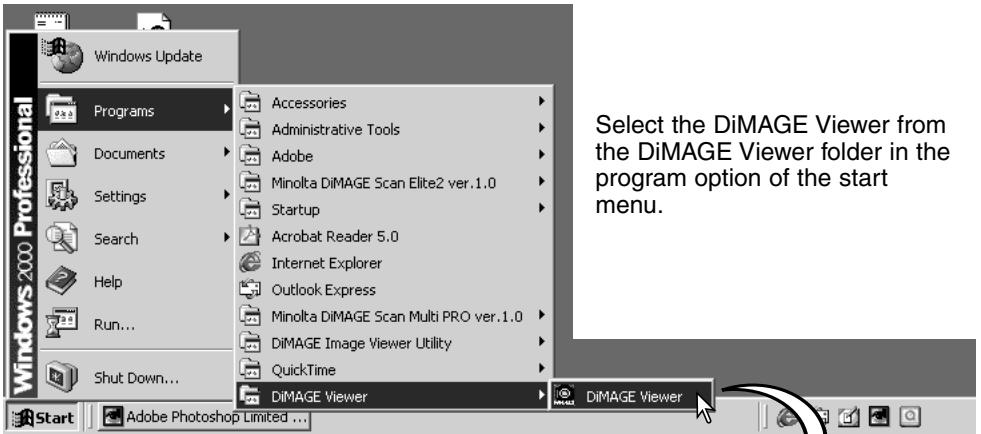 Windows Update
Programs
Documents
Settings
Search
Help
Run...
Shut Down...
Windows 2000 Professional
Accessories
Administrative Tools
Adobe
Minolta DiMAGE Scan Elite2 ver.1.0
Startup
Acrobat Reader 5.0
Internet Explorer
Outlook Express
Minolta DiMAGE Scan Multi PRO ver.1.0
DiMAGE Image Viewer Utility
QuickTime
DiMAGE Viewer
DiMAGE Viewer
Start
Adobe Photoshop Limited ...
Select the DiMAGE Viewer from
the DiMAGE Viewer folder in the
program option of the start
menu.